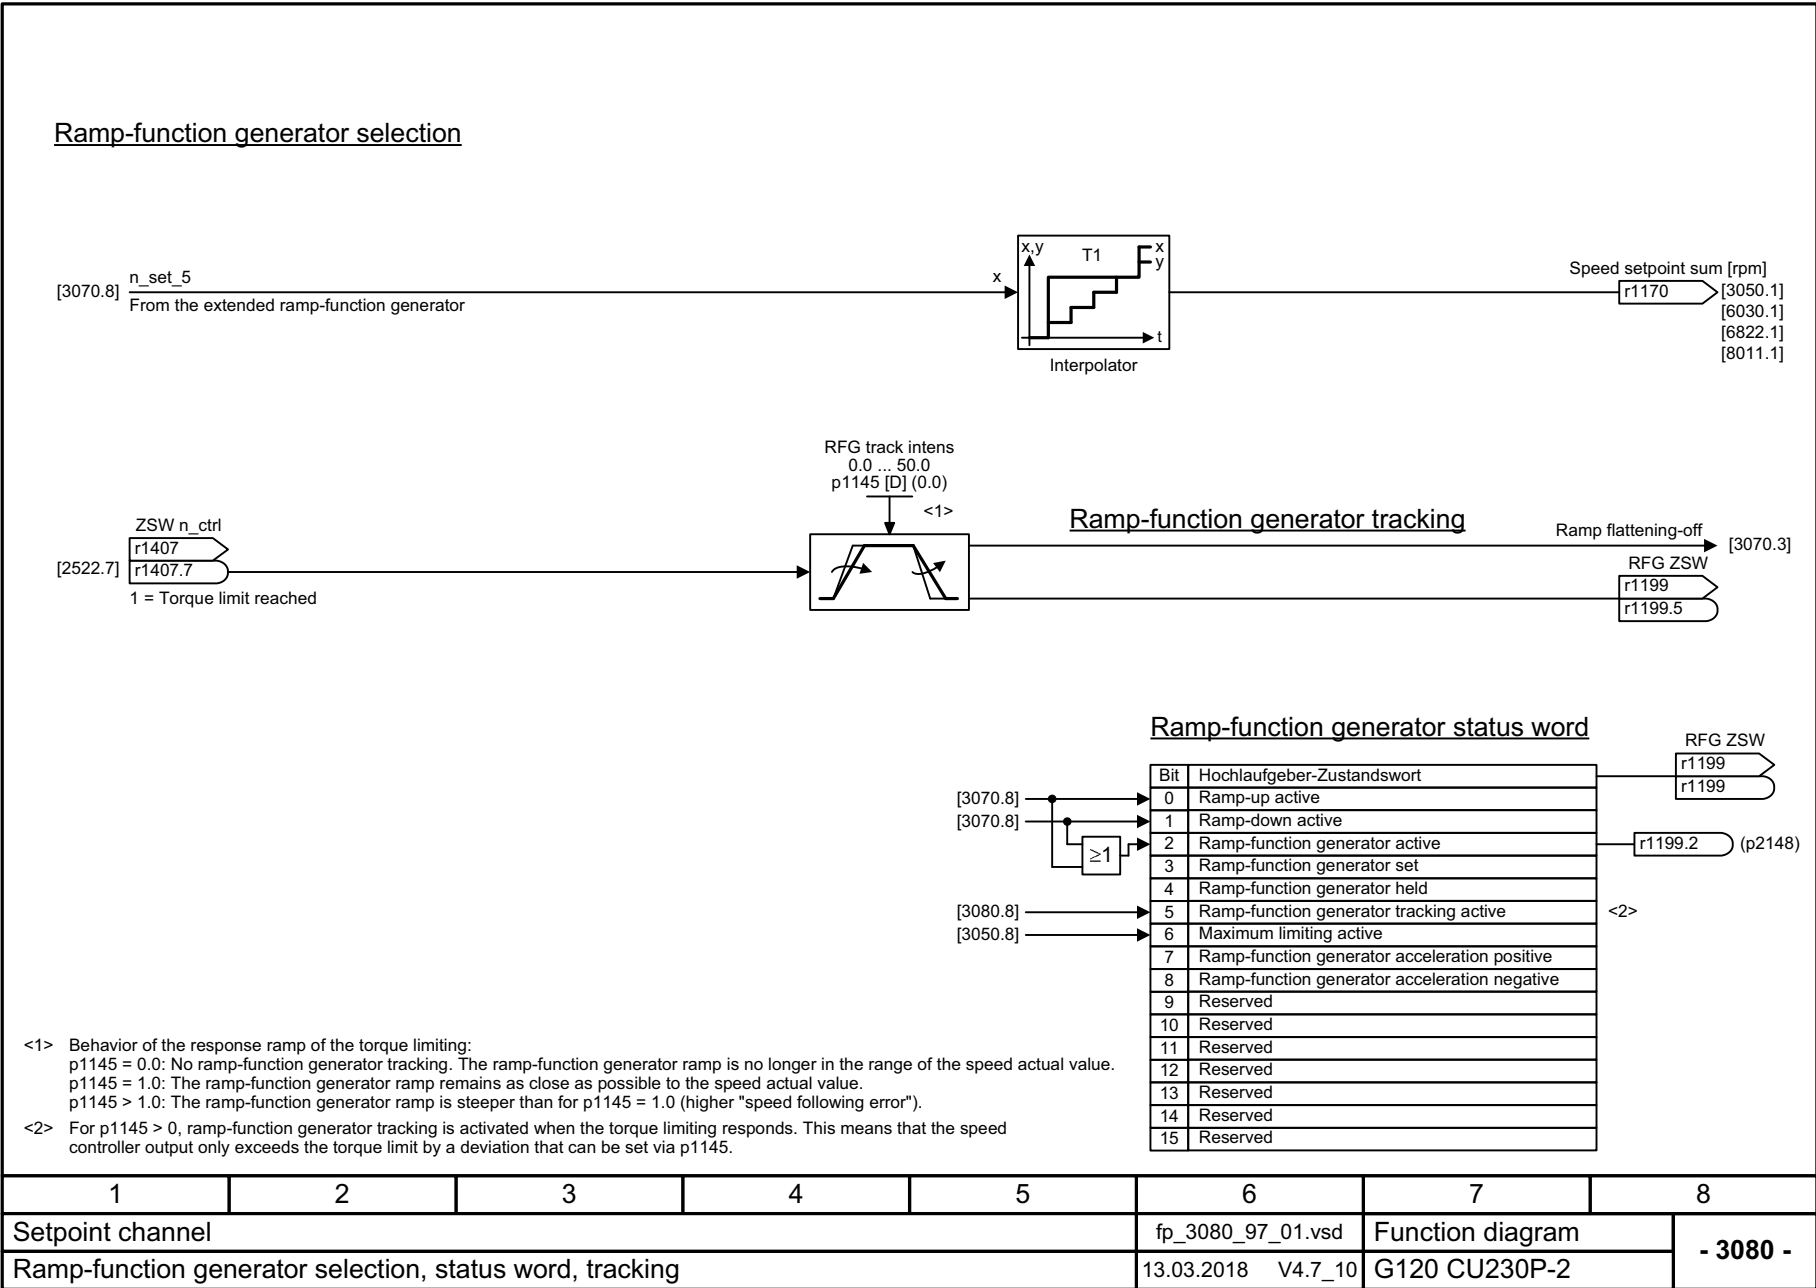 Ramp-function generator selection
x,y
T1
x
y
t
x
Interpolator
[3070.8]
n_set_5
From the extended ramp-function generator
Speed setpoint sum [rpm]
r1170
[3050.1]
[6030.1]
[6822.1]
[8011.1]
RFG track intens
0.0 ... 50.0
p1145 [D] (0.0)
<1>
Ramp-function generator tracking
ZSW n_ctrl
r1407
[2522.7]
r1407.7
1 = Torque limit reached
Ramp flattening-off
[3070.3]
RFG ZSW
r1199
r1199.5
Ramp-function generator status word
RFG ZSW
r1199
r1199
Bit Hochlaufgeber-Zustandswort
[3070.8] 0 Ramp-up active
[3070.8] 1 Ramp-down active
≥1
2 Ramp-function generator active r1199.2 (p2148)
3 Ramp-function generator set
4 Ramp-function generator held
[3080.8] 5 Ramp-function generator tracking active <2>
[3050.8] 6 Maximum limiting active
7 Ramp-function generator acceleration positive
8 Ramp-function generator acceleration negative
9 Reserved
10 Reserved
11 Reserved
12 Reserved
13 Reserved
14 Reserved
15 Reserved
<1> Behavior of the response ramp of the torque limiting:
p1145 = 0.0: No ramp-function generator tracking. The ramp-function generator ramp is no longer in the range of the speed actual value.
p1145 = 1.0: The ramp-function generator ramp remains as close as possible to the speed actual value.
p1145 > 1.0: The ramp-function generator ramp is steeper than for p1145 = 1.0 (higher "speed following error").
<2> For p1145 > 0, ramp-function generator tracking is activated when the torque limiting responds. This means that the speed
controller output only exceeds the torque limit by a deviation that can be set via p1145.
1 2 3 4 5 6 7 8
Setpoint channel
fp_3080_97_01.vsd
Function diagram
- 3080 -
Ramp-function generator selection, status word, tracking
13.03.2018 V4.7_10
G120 CU230P-2